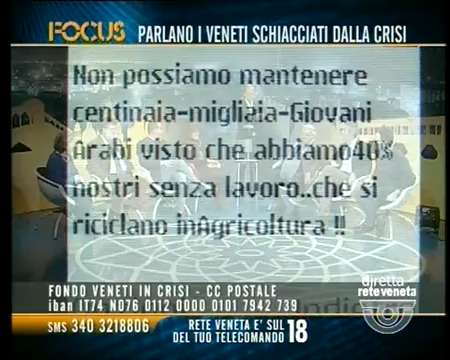 FOCUS PARLANO I VENETI SCHIACCIATI DALLA CRISI
Non possiamo mantenere
centinaia-migliaia-Giovani
Arabi visto che abbiamo40%
nostri senza lavoro..che si
riciclano inAgricoltura !!
diretta
reteveneta
FONDO VENETI IN CRISI - CC POSTALE
iban IT74 N076 0112 0000 0101 7942 739
SMS 340 3218806
RETE VENETA E' SUL
DEL TUO TELECOMANDO 18